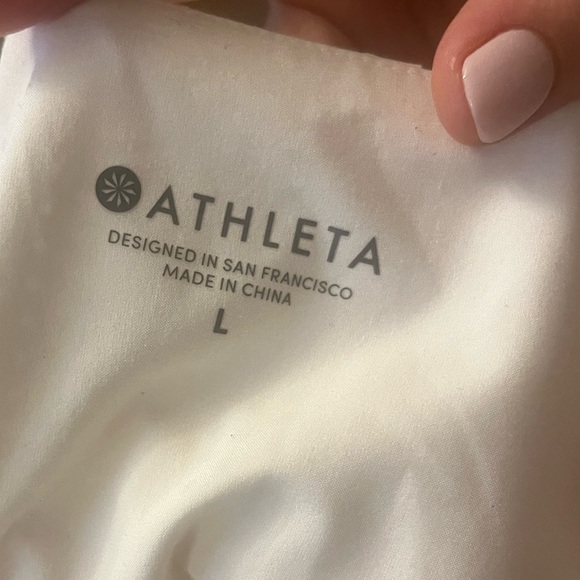 ATHLETA
DESIGNED IN SAN FRANCISCO
MADE IN CHINA
L